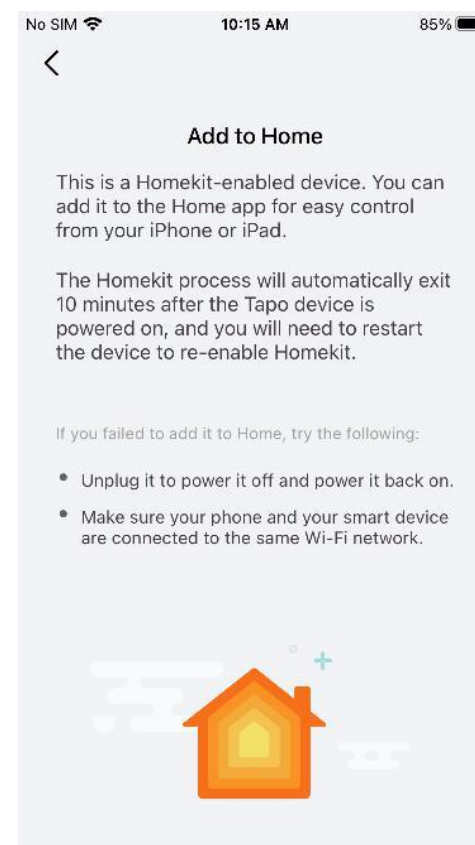 No SIM 10:15 AM 85%
Add to Home
This is a Homekit-enabled device. You can
add it to the Home app for easy control
from your iPhone or iPad.
The Homekit process will automatically exit
10 minutes after the Tapo device is
powered on, and you will need to restart
the device to re-enable Homekit.
If you failed to add it to Home, try the following:
• Unplug it to power it off and power it back on.
• Make sure your phone and your smart device
are connected to the same Wi-Fi network.